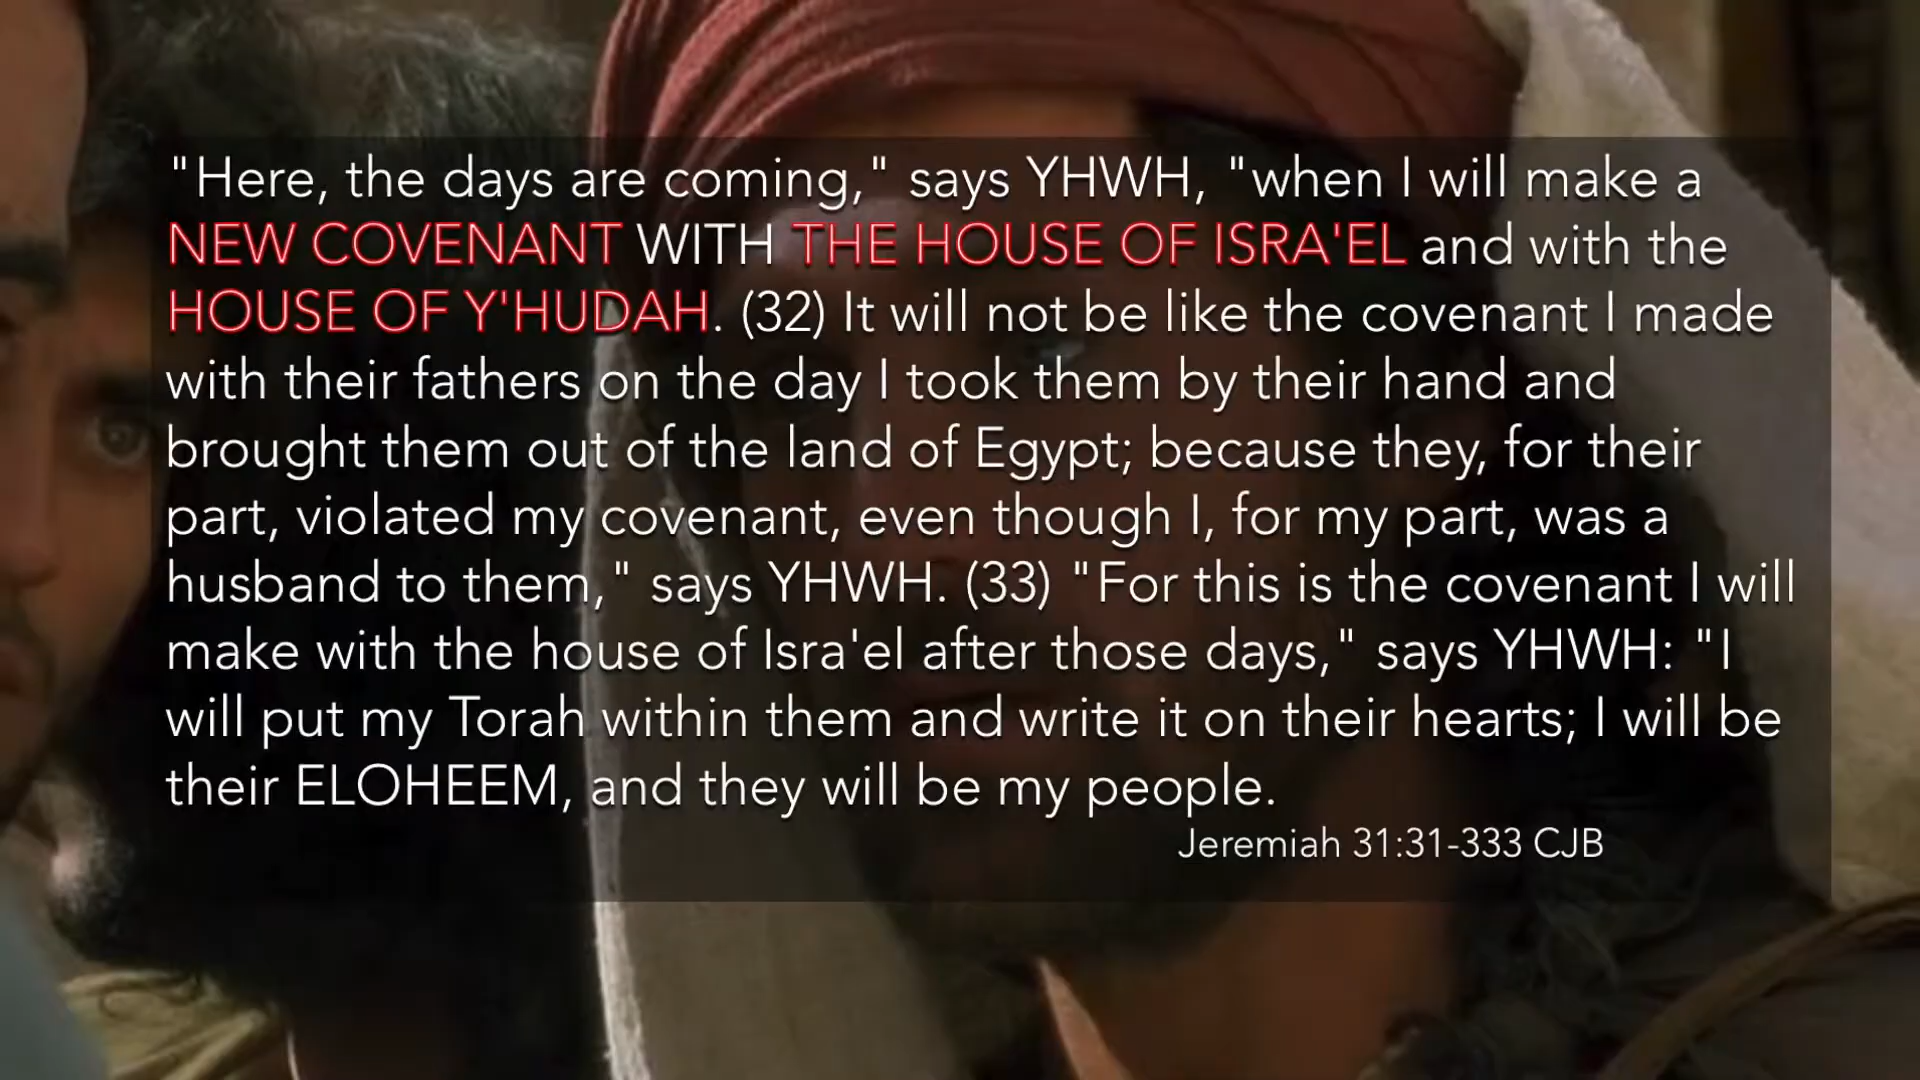 "Here, the days are coming," says YHWH, "when I will make a
NEW COVENANT WITH THE HOUSE OF ISRA'EL and with the
HOUSE OF Y'HUDAH. (32) It will not be like the covenant I made
with their fathers on the day I took them by their hand and
brought them out of the land of Egypt; because they, for their
part, violated my covenant, even though I, for my part, was a
husband to them," says YHWH. (33) "For this is the covenant I will
make with the house of Isra'el after those days," says YHWH: "I
will put my Torah within them and write it on their hearts; I will be
their ELOHEEM, and they will be my people.
Jeremiah 31:31-333 CJB